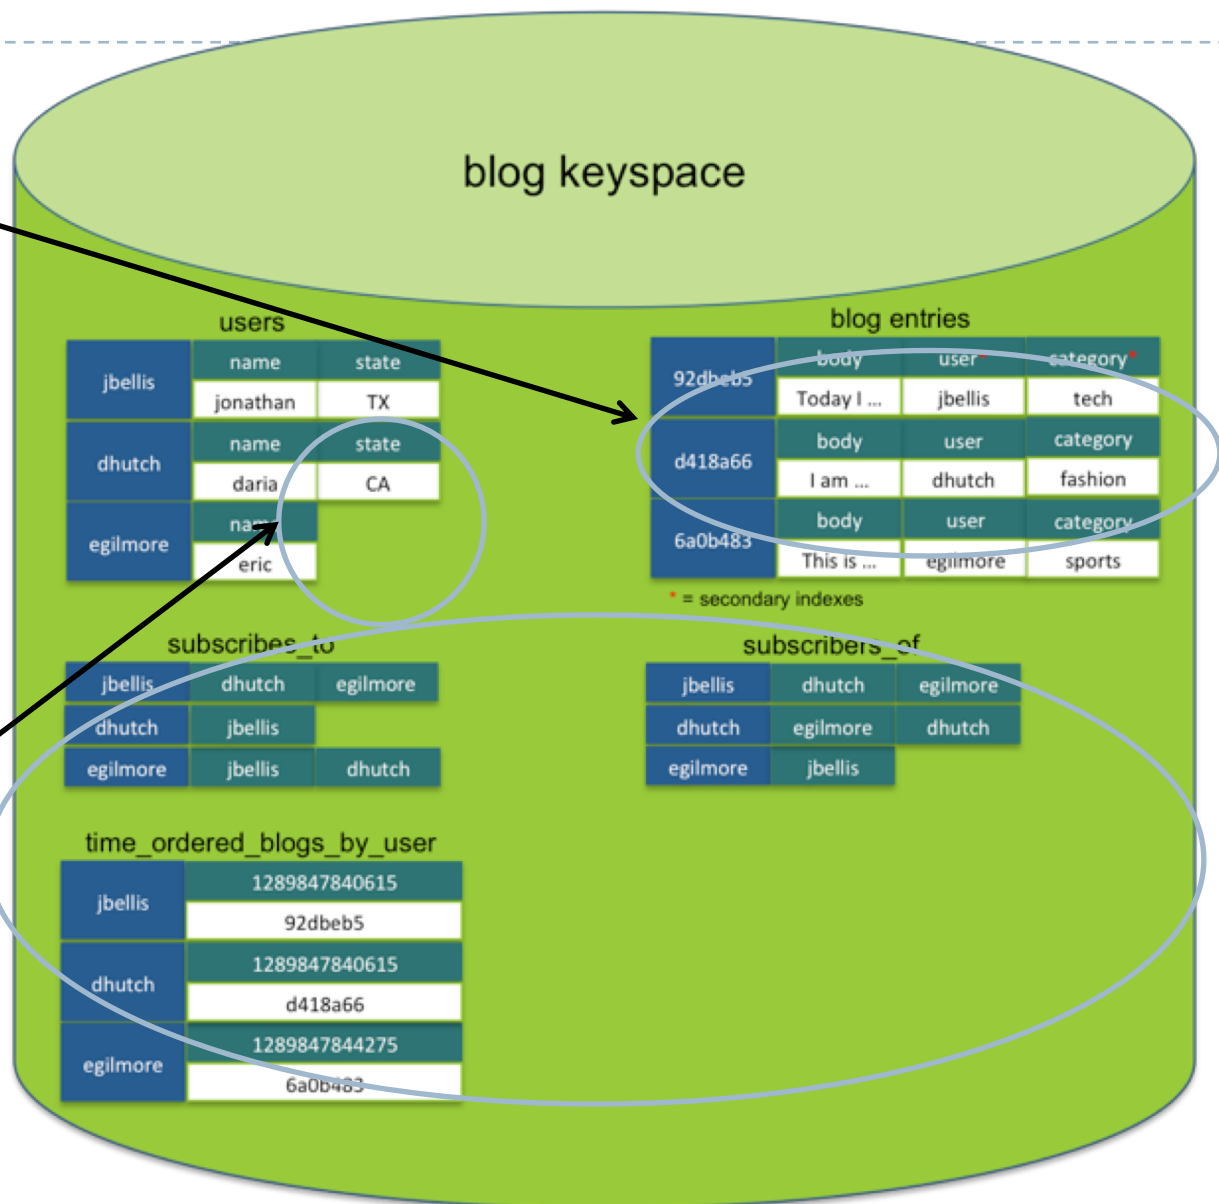 blog keyspace
users
jbellis name state
jonathan TX
dhutch name state
daria CA
egilmore name
eric
blog entries
92dbeb5 body user* category*
Today I ... jbellis tech
d418a66 body user category
I am ... dhutch fashion
6a0b483 body user category
This is ... egilmore sports
* = secondary indexes
subscribes_to
jbellis dhutch egilmore
dhutch jbellis
egilmore jbellis dhutch
subscribers_of
jbellis dhutch egilmore
dhutch egilmore dhutch
egilmore jbellis
time_ordered_blogs_by_user
jbellis 1289847840615
92dbeb5
dhutch 1289847840615
d418a66
egilmore 1289847844275
6a0b483